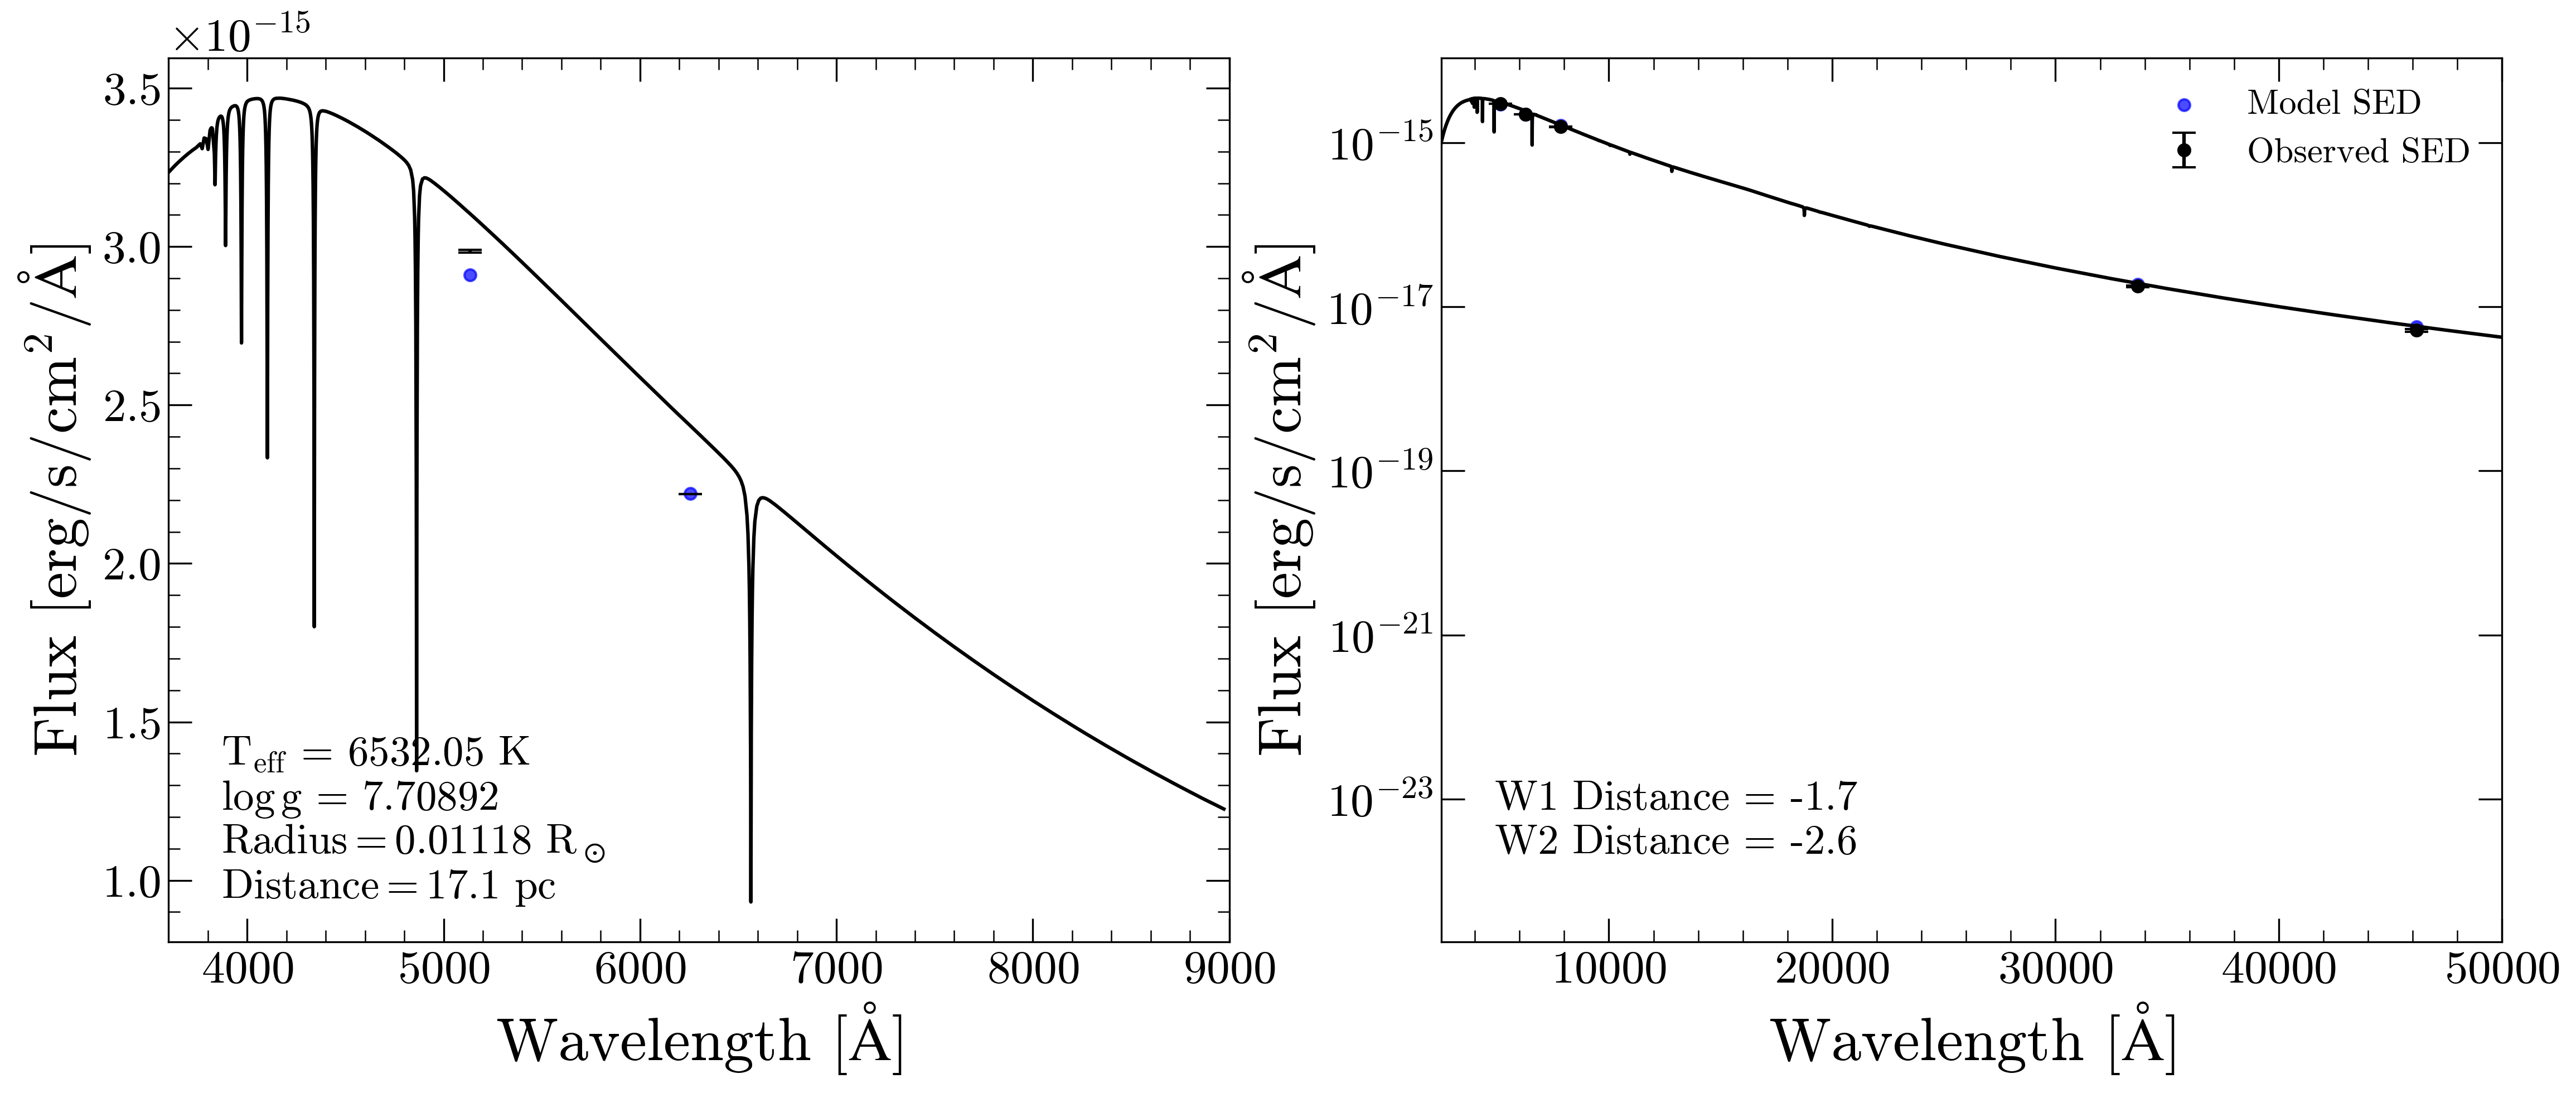 ×10⁻¹⁵
3.5
3.0
2.5
2.0
1.5
1.0
Flux [erg/s/cm²/Å]
T_eff = 6532.05 K
log g = 7.70892
Radius = 0.01118 R_⊙
Distance = 17.1 pc
4000 5000 6000 7000 8000 9000
Wavelength [Å]
10⁻¹⁵
10⁻¹⁷
10⁻¹⁹
10⁻²¹
10⁻²³
Flux [erg/s/cm²/Å]
Model SED
Observed SED
W1 Distance = -1.7
W2 Distance = -2.6
10000 20000 30000 40000 50000
Wavelength [Å]